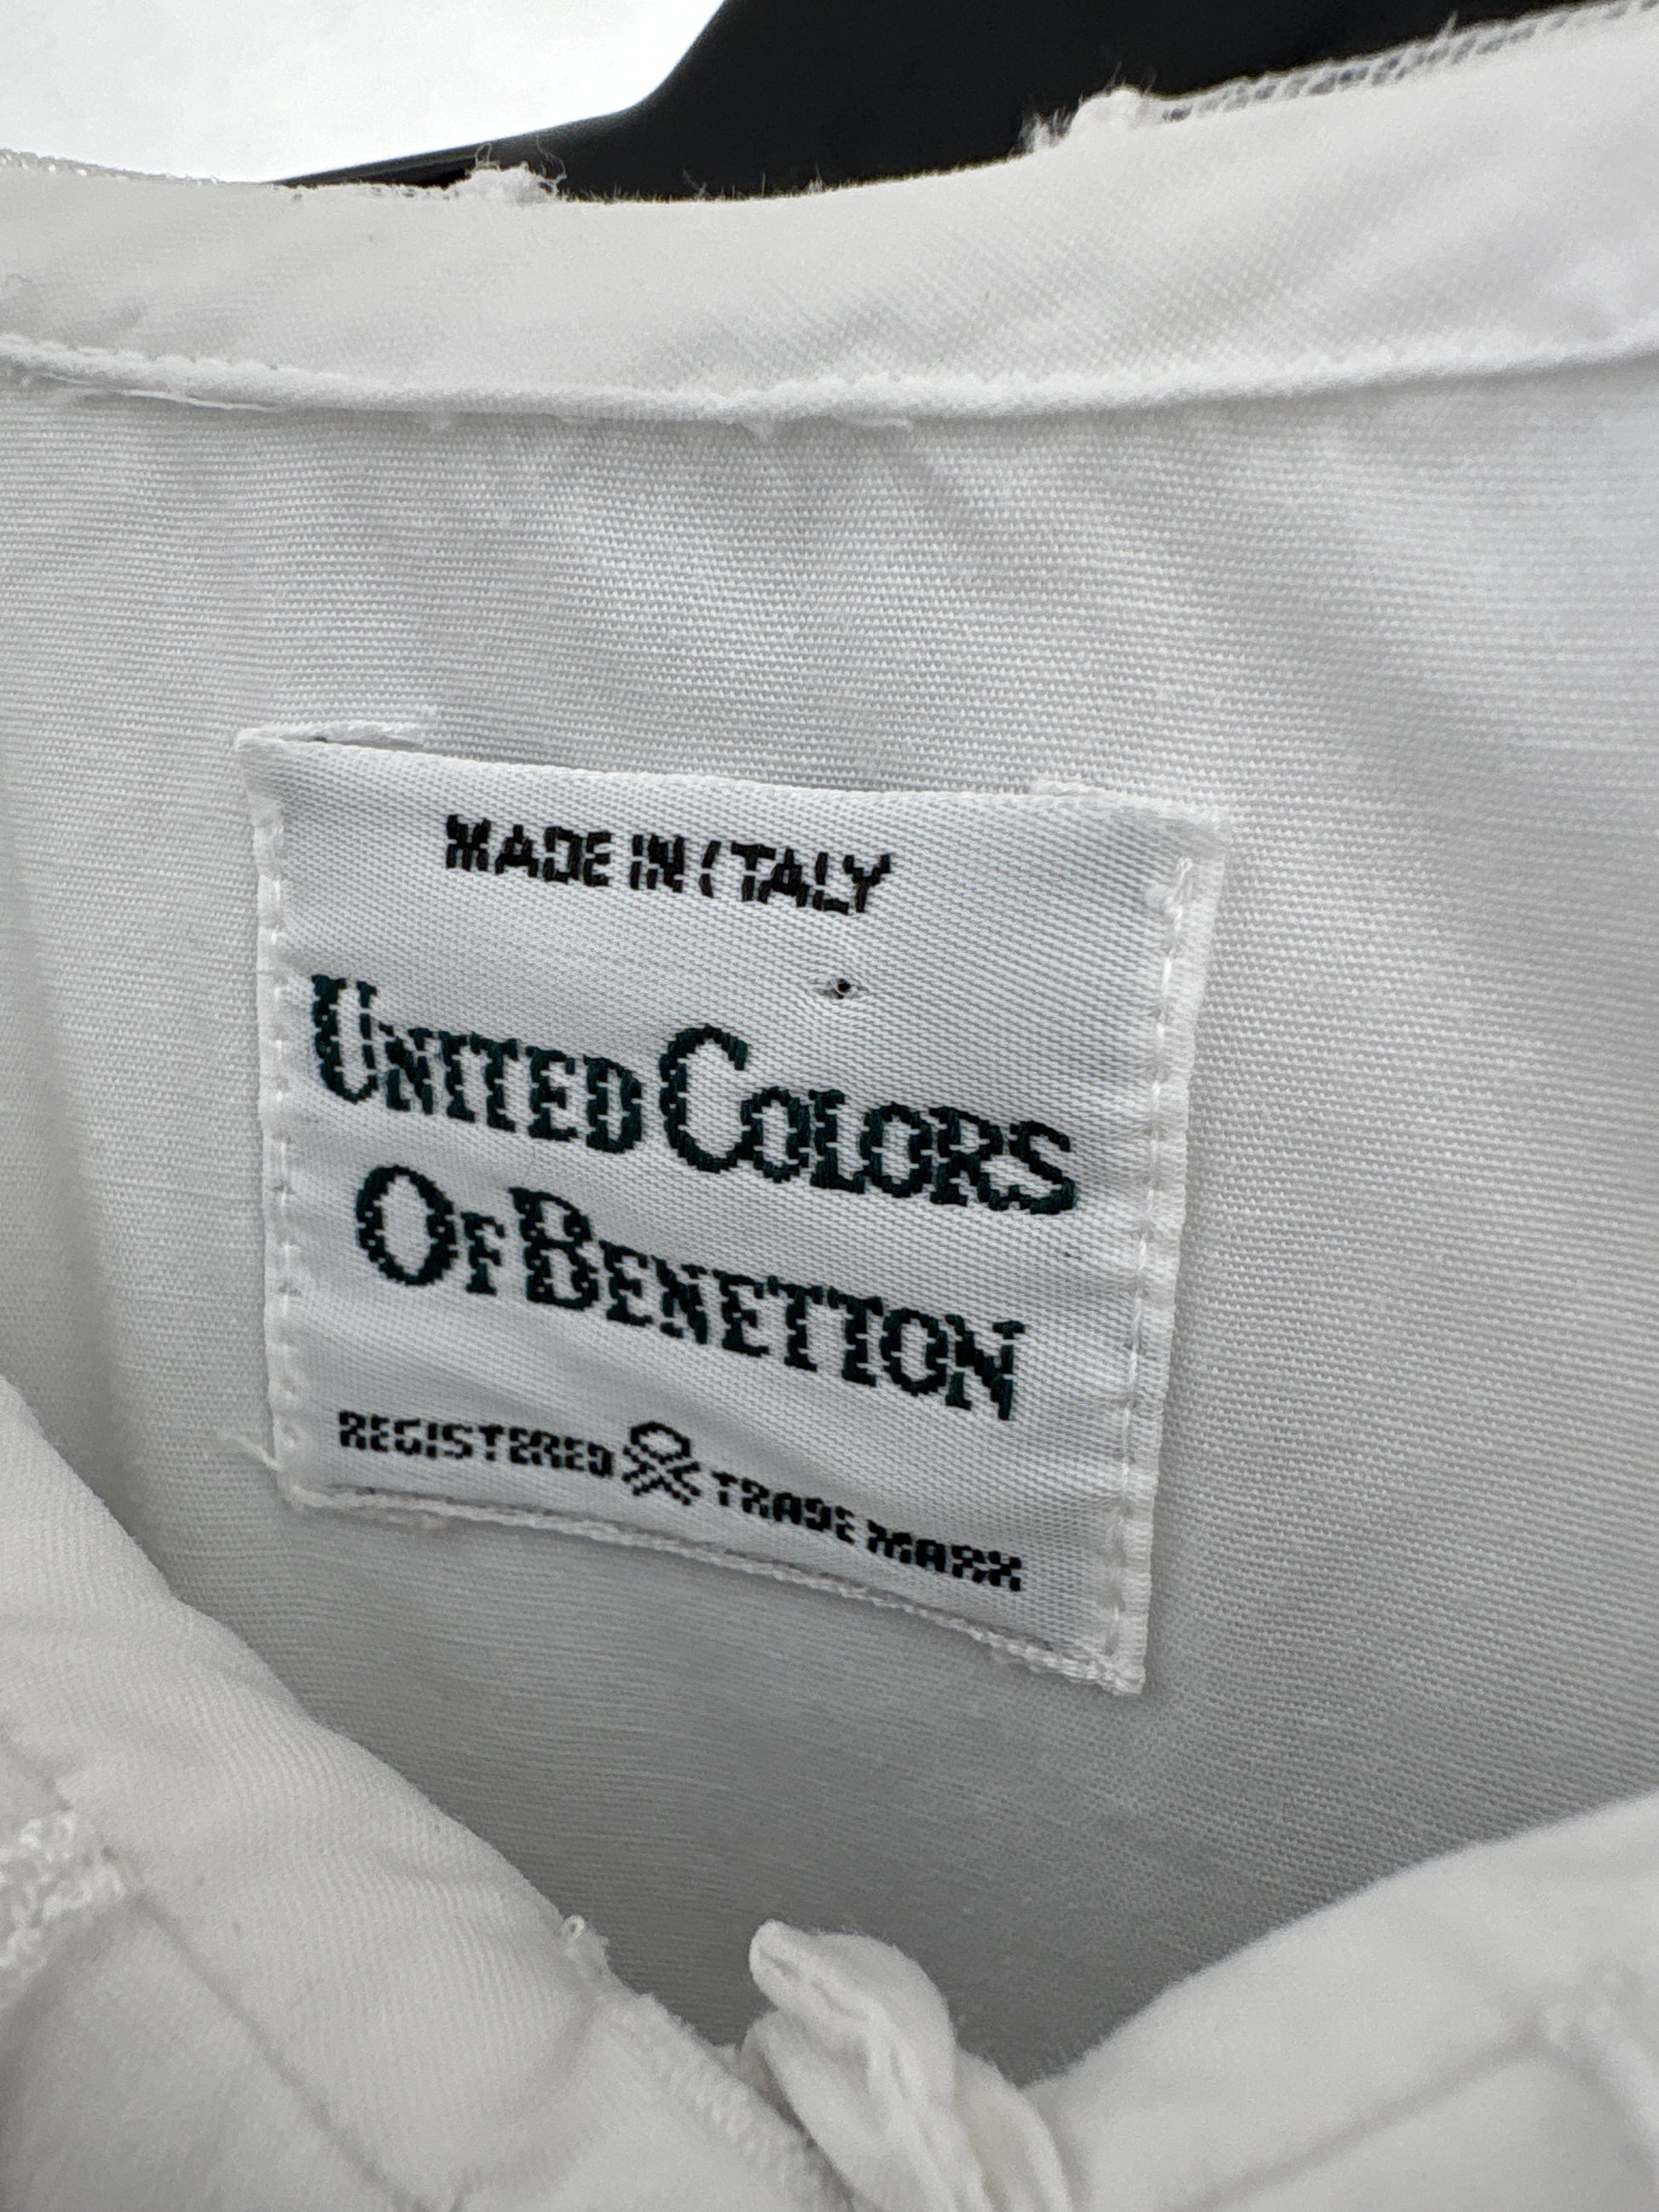 MADE IN ITALY
UNITED COLORS
OF BENETTON
REGISTERED TRADE MARK